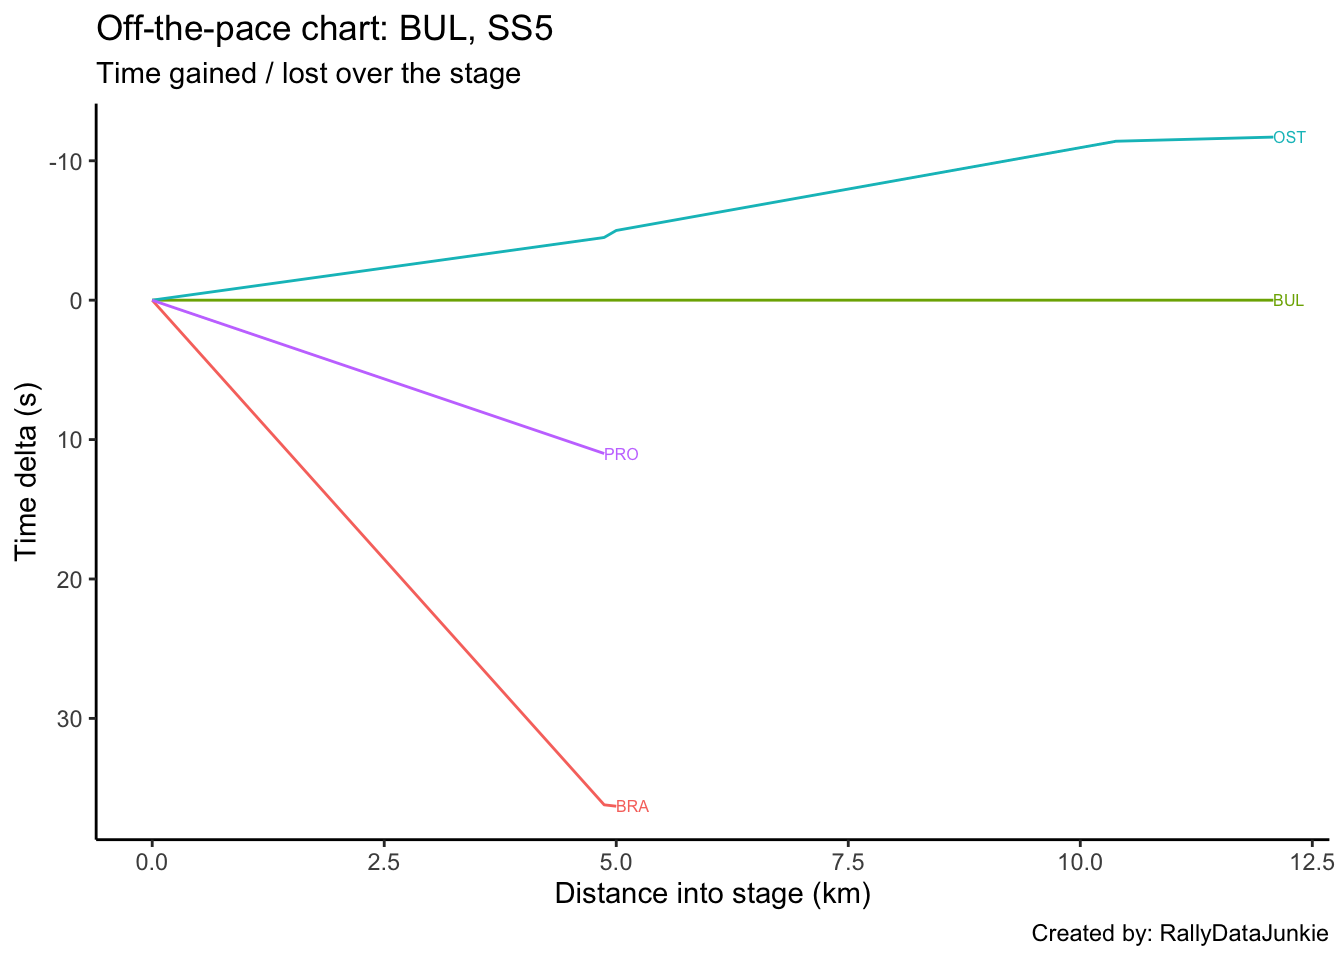 Off-the-pace chart: BUL, SS5
Time gained / lost over the stage
-10
0
10
20
30
Time delta (s)
OST
BUL
PRO
BRA
0.0
2.5
5.0
7.5
10.0
12.5
Distance into stage (km)
Created by: RallyDataJunkie